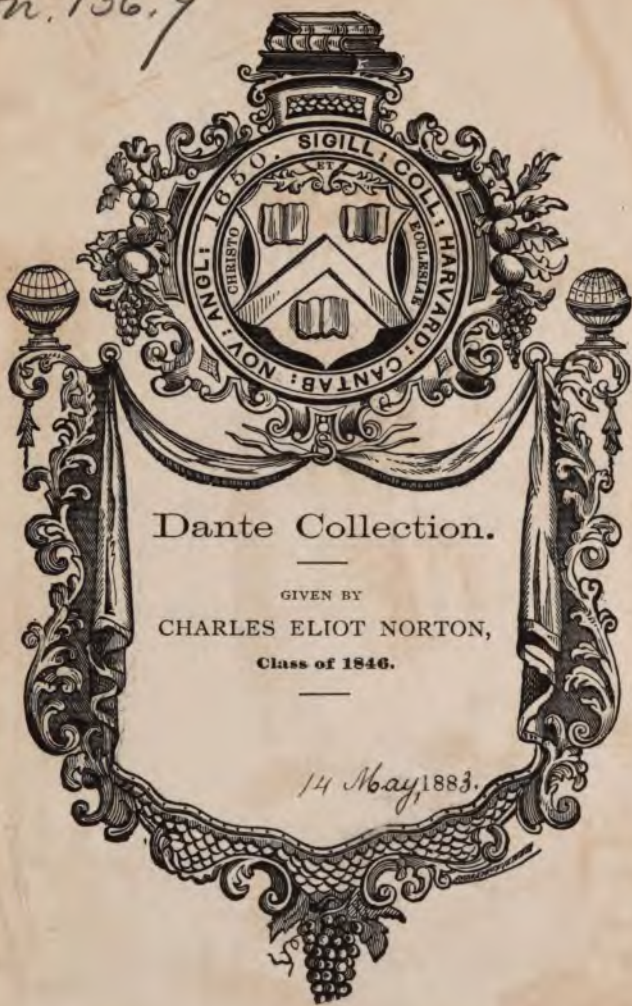 156.9
SIGILL: COLL: HARVARD: CANTAB: NOV: ANGL: 1650.
ET
CHRISTO
ECCLESIAE
Dante Collection.
GIVEN BY
CHARLES ELIOT NORTON,
Class of 1846.
14 May, 1883.